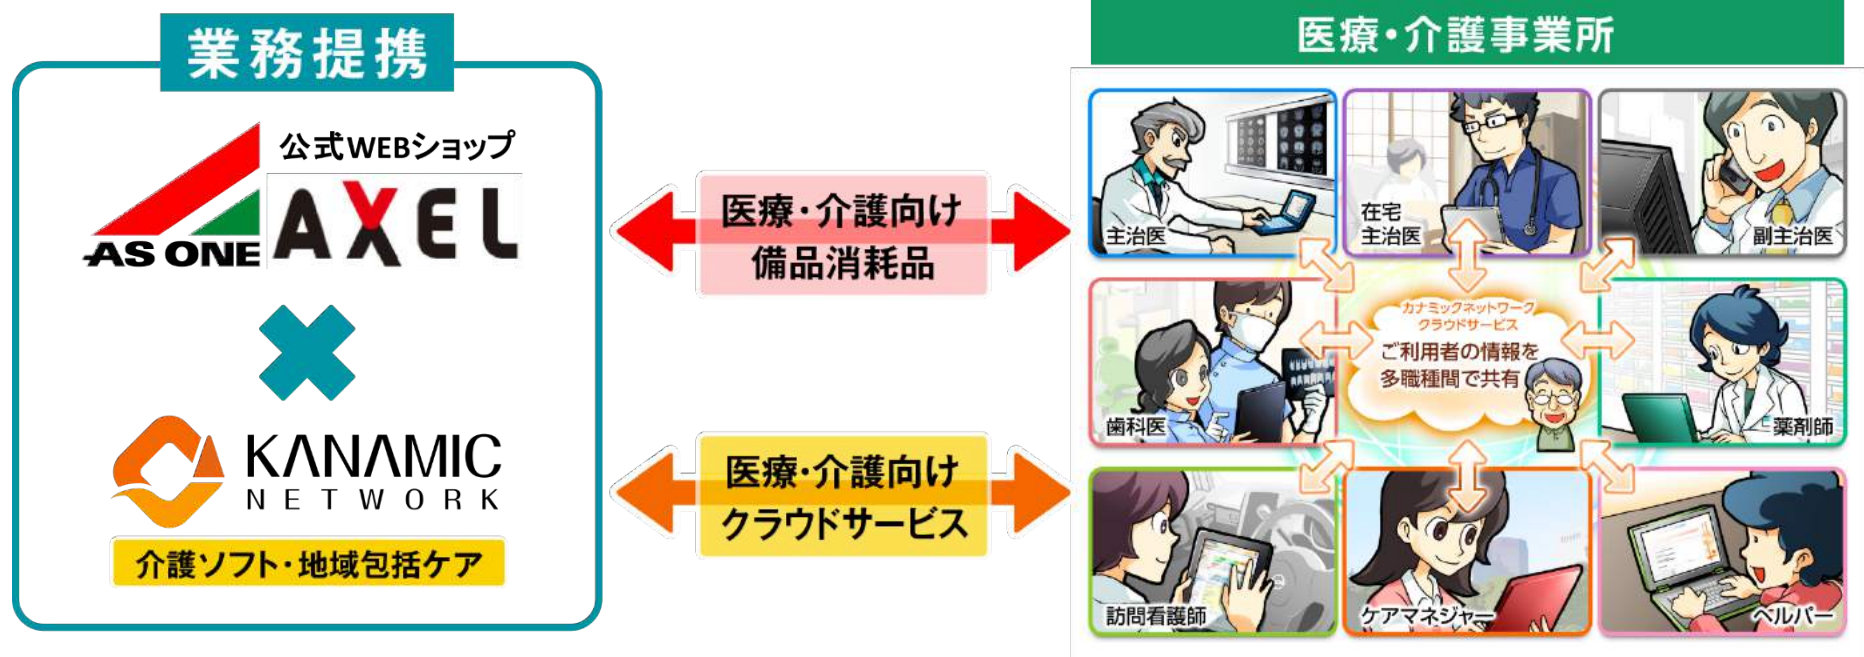 業務提携
公式WEBショップ
AS ONE
AXEL
KANAMIC
NETWORK
介護ソフト・地域包括ケア
医療・介護向け
備品消耗品
医療・介護向け
クラウドサービス
医療・介護事業所
主治医
在宅
主治医
副主治医
カナミックネットワーク
クラウドサービス
ご利用者の情報を
多職種間で共有
歯科医
薬剤師
訪問看護師
ケアマネジャー
ヘルパー